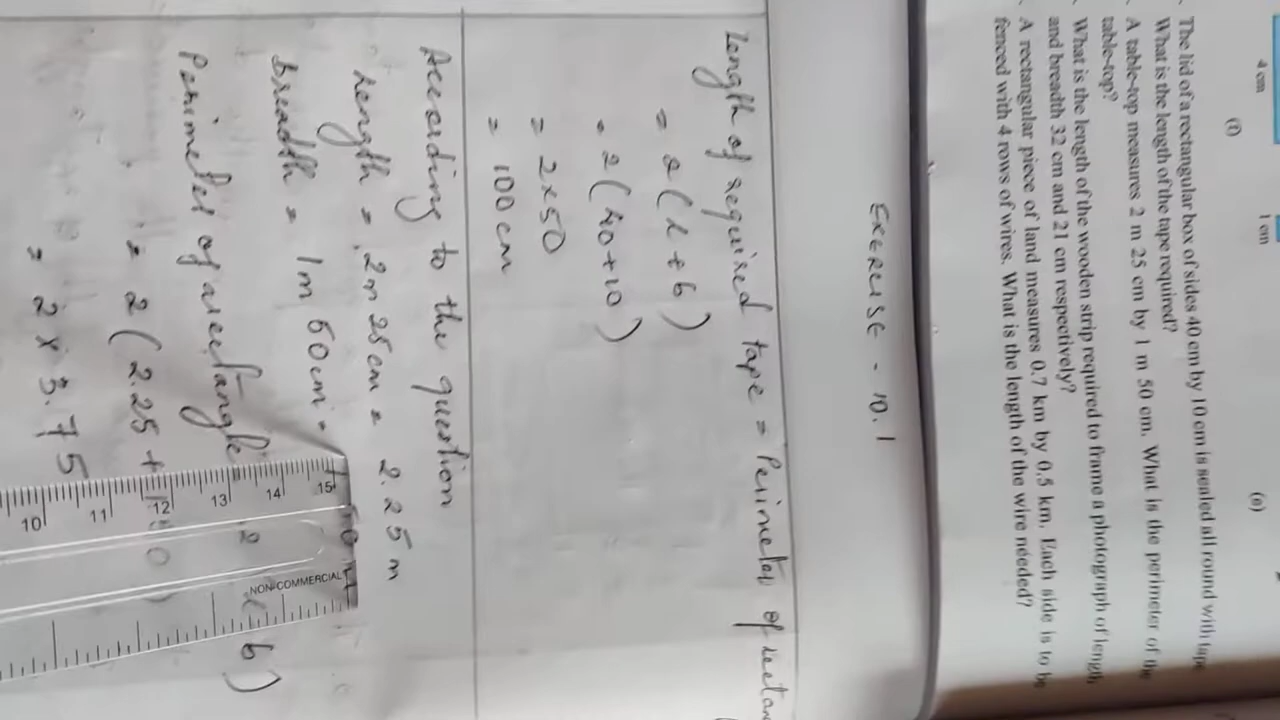 4 cm
1 cm
(f)
(e)
The lid of a rectangular box of sides 40 cm by 10 cm is sealed all round with tape
What is the length of the tape required?
A table-top measures 2 m 25 cm by 1 m 50 cm. What is the perimeter of the
table-top?
What is the length of the wooden strip required to frame a photograph of length
and breadth 32 cm and 21 cm respectively?
A rectangular piece of land measures 0.7 km by 0.5 km. Each side is to be
fenced with 4 rows of wires. What is the length of the wire needed?
Exercise - 10.1
Length of required tape = Perimeter of rectan
= 2(l+b)
= 2(40+10)
= 2×50
= 100 cm
According to the question
Length = 2m 25cm = 2.25 m
breadth = 1m 50cm =
Perimeter of a rectangle
b)
= 2(2.25 +
= 2 × 3.75
10 11 12 13 14 15
NON-COMMERCIAL